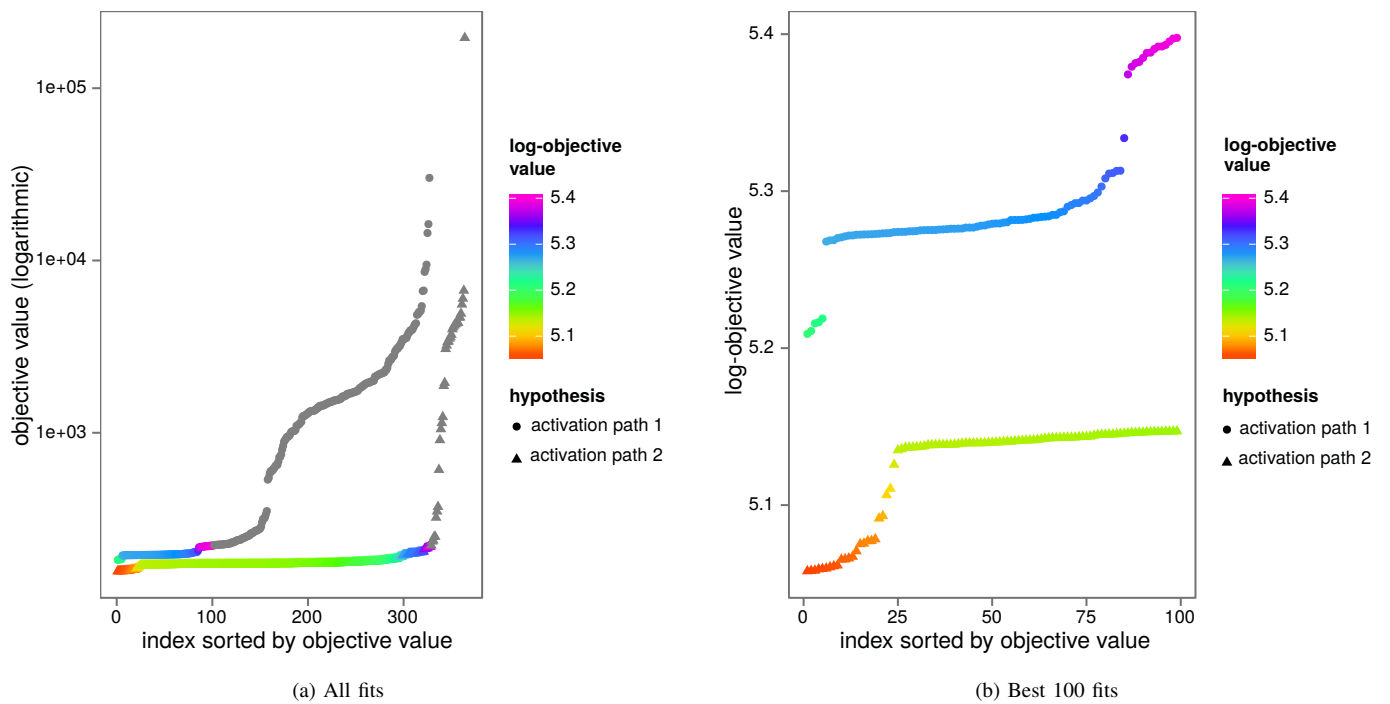 1e+05
1e+04
1e+03
objective value (logarithmic)
0
100
200
300
index sorted by objective value
log-objective
value
5.4
5.3
5.2
5.1
hypothesis
activation path 1
activation path 2
(a) All fits
5.4
5.3
5.2
5.1
log-objective value
0
25
50
75
100
index sorted by objective value
log-objective
value
5.4
5.3
5.2
5.1
hypothesis
activation path 1
activation path 2
(b) Best 100 fits